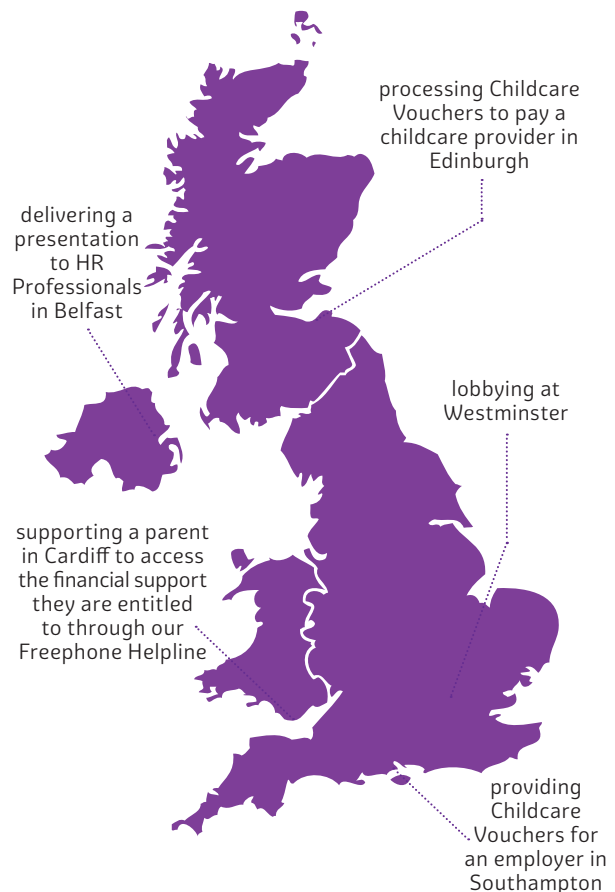 processing Childcare
Vouchers to pay a
childcare provider in
Edinburgh
delivering a
presentation
to HR
Professionals
in Belfast
lobbying at
Westminster
supporting a parent
in Cardiff to access
the financial support
they are entitled
to through our
Freephone Helpline
providing
Childcare
Vouchers for
an employer in
Southampton